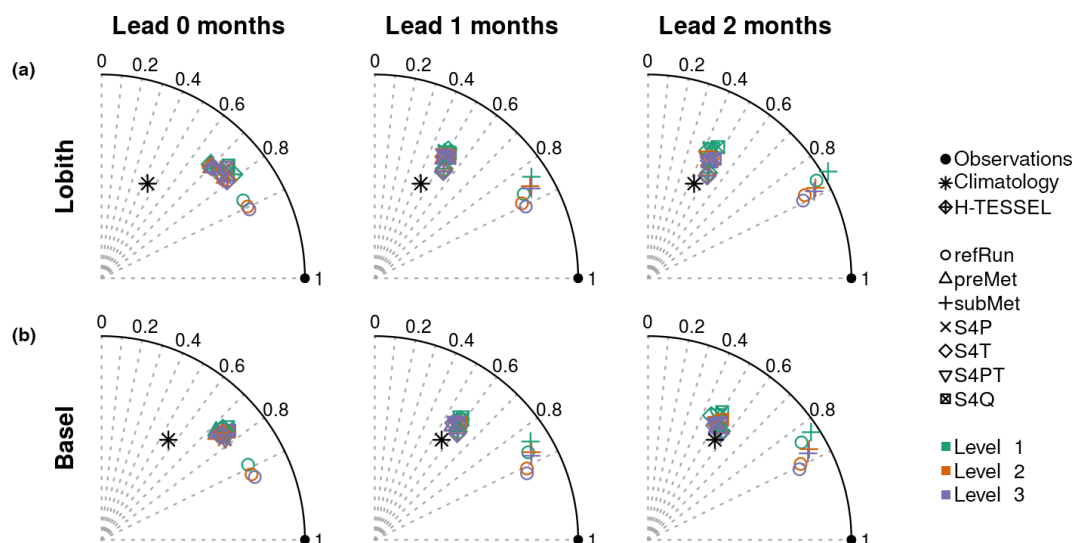 Lead 0 months
Lead 1 months
Lead 2 months
(a)
Lobith
0 0.2 0.4 0.6 0.8 1
0 0.2 0.4 0.6 0.8 1
0 0.2 0.4 0.6 0.8 1
(b)
Basel
0 0.2 0.4 0.6 0.8 1
0 0.2 0.4 0.6 0.8 1
0 0.2 0.4 0.6 0.8 1
Observations
Climatology
H-TESSEL
refRun
preMet
subMet
S4P
S4T
S4PT
S4Q
Level 1
Level 2
Level 3